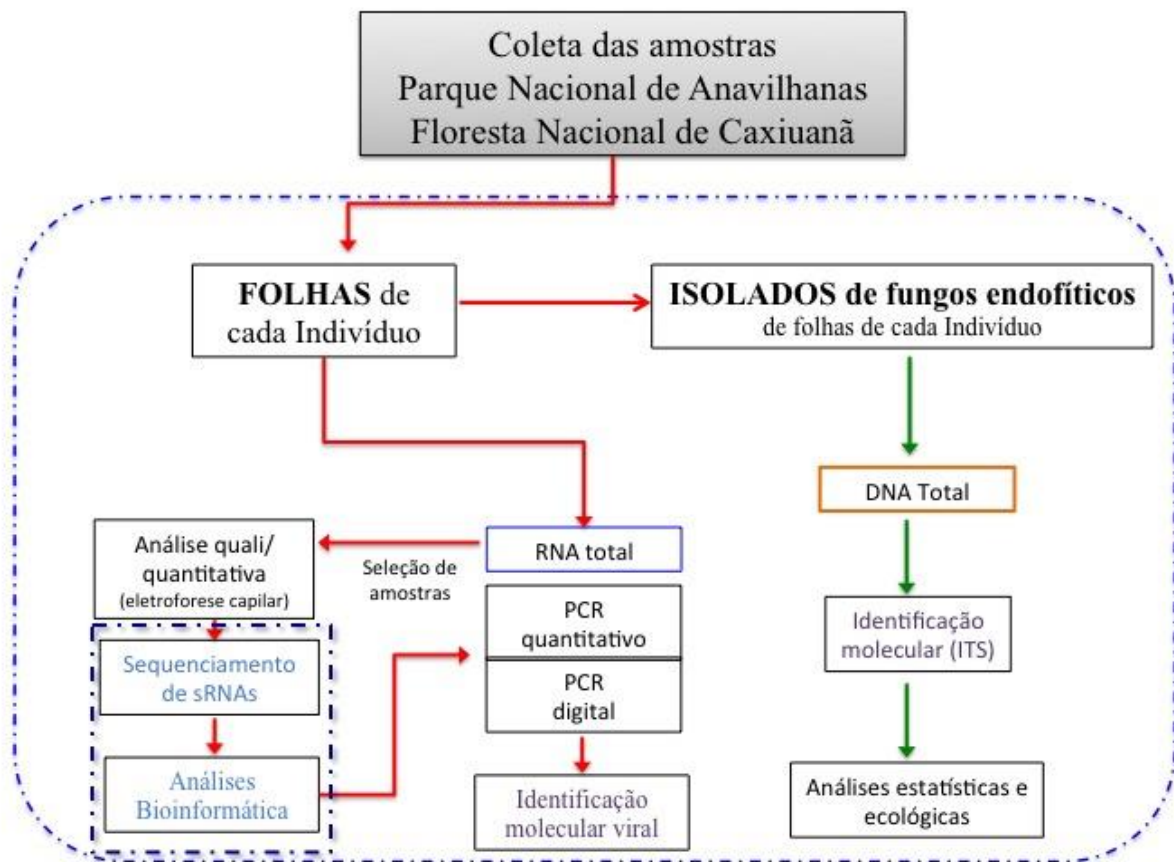 Coleta das amostras
Parque Nacional de Anavilhanas
Floresta Nacional de Caxiuanã
FOLHAS de
cada Indivíduo
ISOLADOS de fungos endofíticos
de folhas de cada Indivíduo
DNA Total
RNA total
Análise quali/
quantitativa
(eletroforese capilar)
Seleção de
amostras
PCR
quantitativo
PCR
digital
Sequenciamento
de sRNAs
Análises
Bioinformática
Identificação
molecular viral
Identificação
molecular (ITS)
Análises estatísticas e
ecológicas